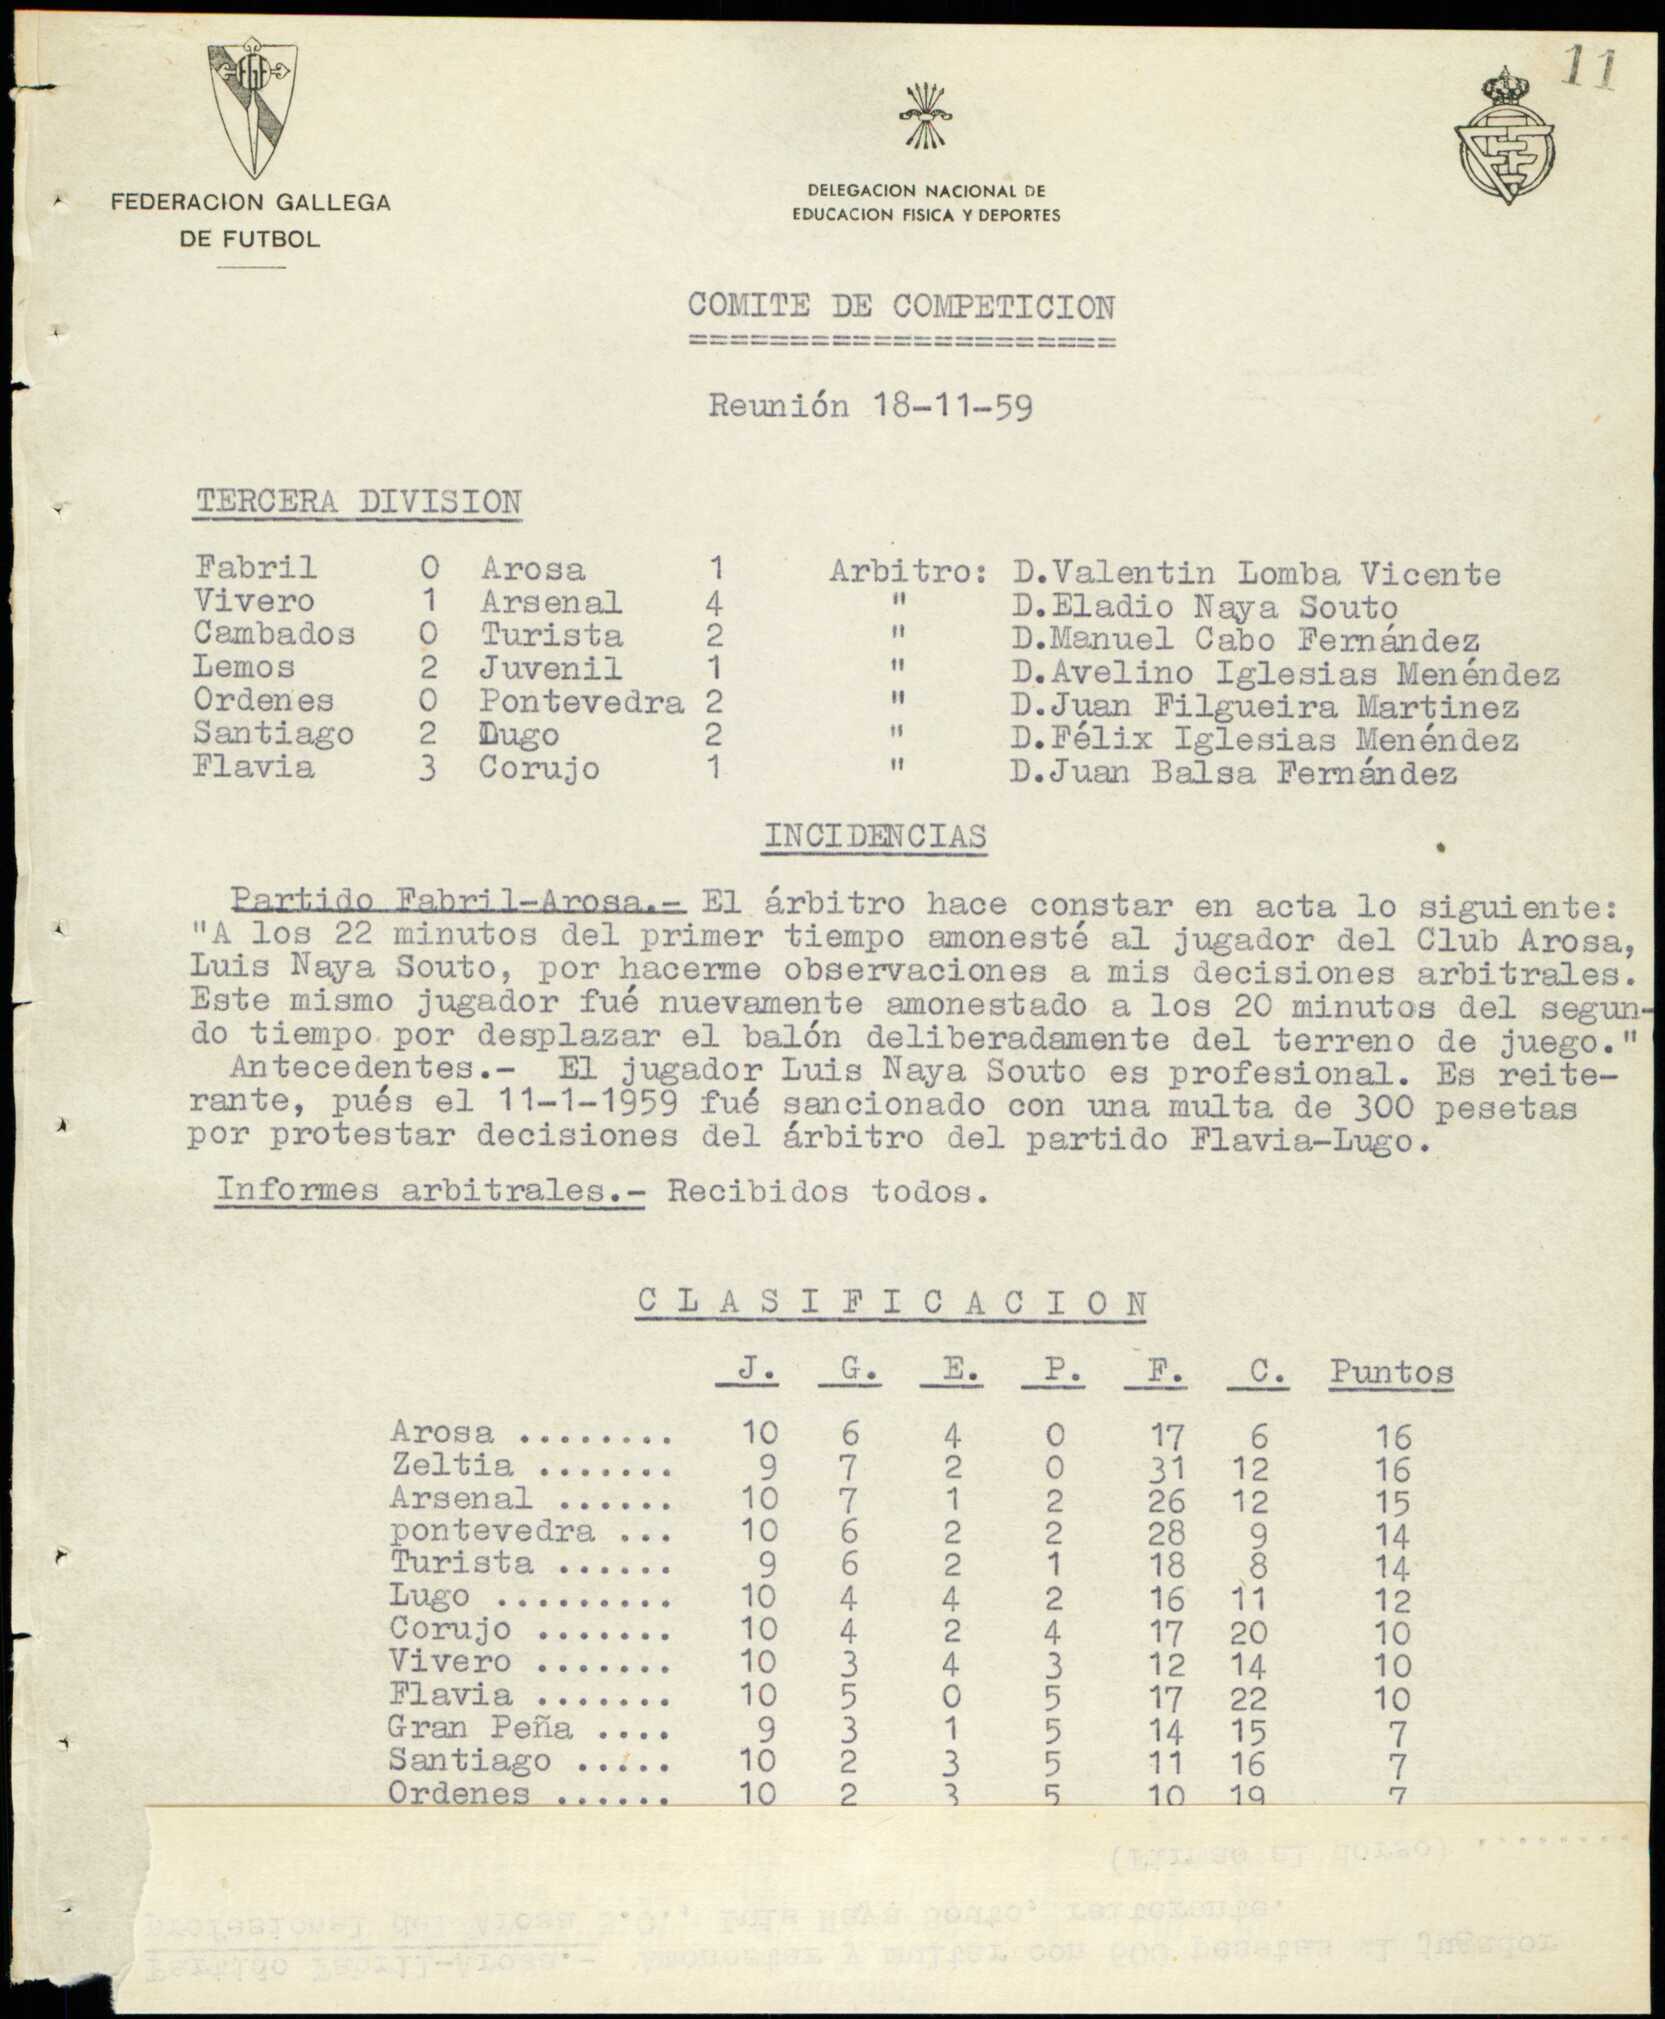 11
FEDERACION GALLEGA
DE FUTBOL
DELEGACION NACIONAL DE
EDUCACION FISICA Y DEPORTES
COMITE DE COMPETICION
=====================
Reunión 18-11-59
TERCERA DIVISION
Fabril 0 Arosa 1 Arbitro: D.Valentin Lomba Vicente
Vivero 1 Arsenal 4 " D.Eladio Naya Souto
Cambados 0 Turista 2 " D.Manuel Cabo Fernández
Lemos 2 Juvenil 1 " D.Avelino Iglesias Menéndez
Ordenes 0 Pontevedra 2 " D.Juan Filgueira Martinez
Santiago 2 Lugo 2 " D.Félix Iglesias Menéndez
Flavia 3 Corujo 1 " D.Juan Balsa Fernández
INCIDENCIAS
Partido Fabril-Arosa.- El árbitro hace constar en acta lo siguiente:
"A los 22 minutos del primer tiempo amonesté al jugador del Club Arosa,
Luis Naya Souto, por hacerme observaciones a mis decisiones arbitrales.
Este mismo jugador fué nuevamente amonestado a los 20 minutos del segun-
do tiempo por desplazar el balón deliberadamente del terreno de juego."
Antecedentes.- El jugador Luis Naya Souto es profesional. Es reite-
rante, pués el 11-1-1959 fué sancionado con una multa de 300 pesetas
por protestar decisiones del árbitro del partido Flavia-Lugo.
Informes arbitrales.- Recibidos todos.
C L A S I F I C A C I O N
J. G. E. P. F. C. Puntos
Arosa ........ 10 6 4 0 17 6 16
Zeltia ....... 9 7 2 0 31 12 16
Arsenal ...... 10 7 1 2 26 12 15
pontevedra ... 10 6 2 2 28 9 14
Turista ...... 9 6 2 1 18 8 14
Lugo ......... 10 4 4 2 16 11 12
Corujo ....... 10 4 2 4 17 20 10
Vivero ....... 10 3 4 3 12 14 10
Flavia ....... 10 5 0 5 17 22 10
Gran Peña .... 9 3 1 5 14 15 7
Santiago ..... 10 2 3 5 11 16 7
Ordenes ...... 10 2 3 5 10 19 7